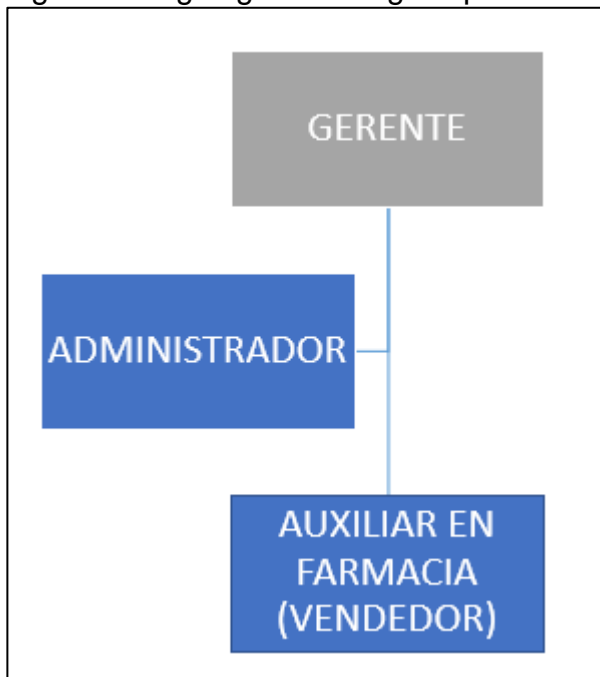 GERENTE
ADMINISTRADOR
AUXILIAR EN
FARMACIA
(VENDEDOR)